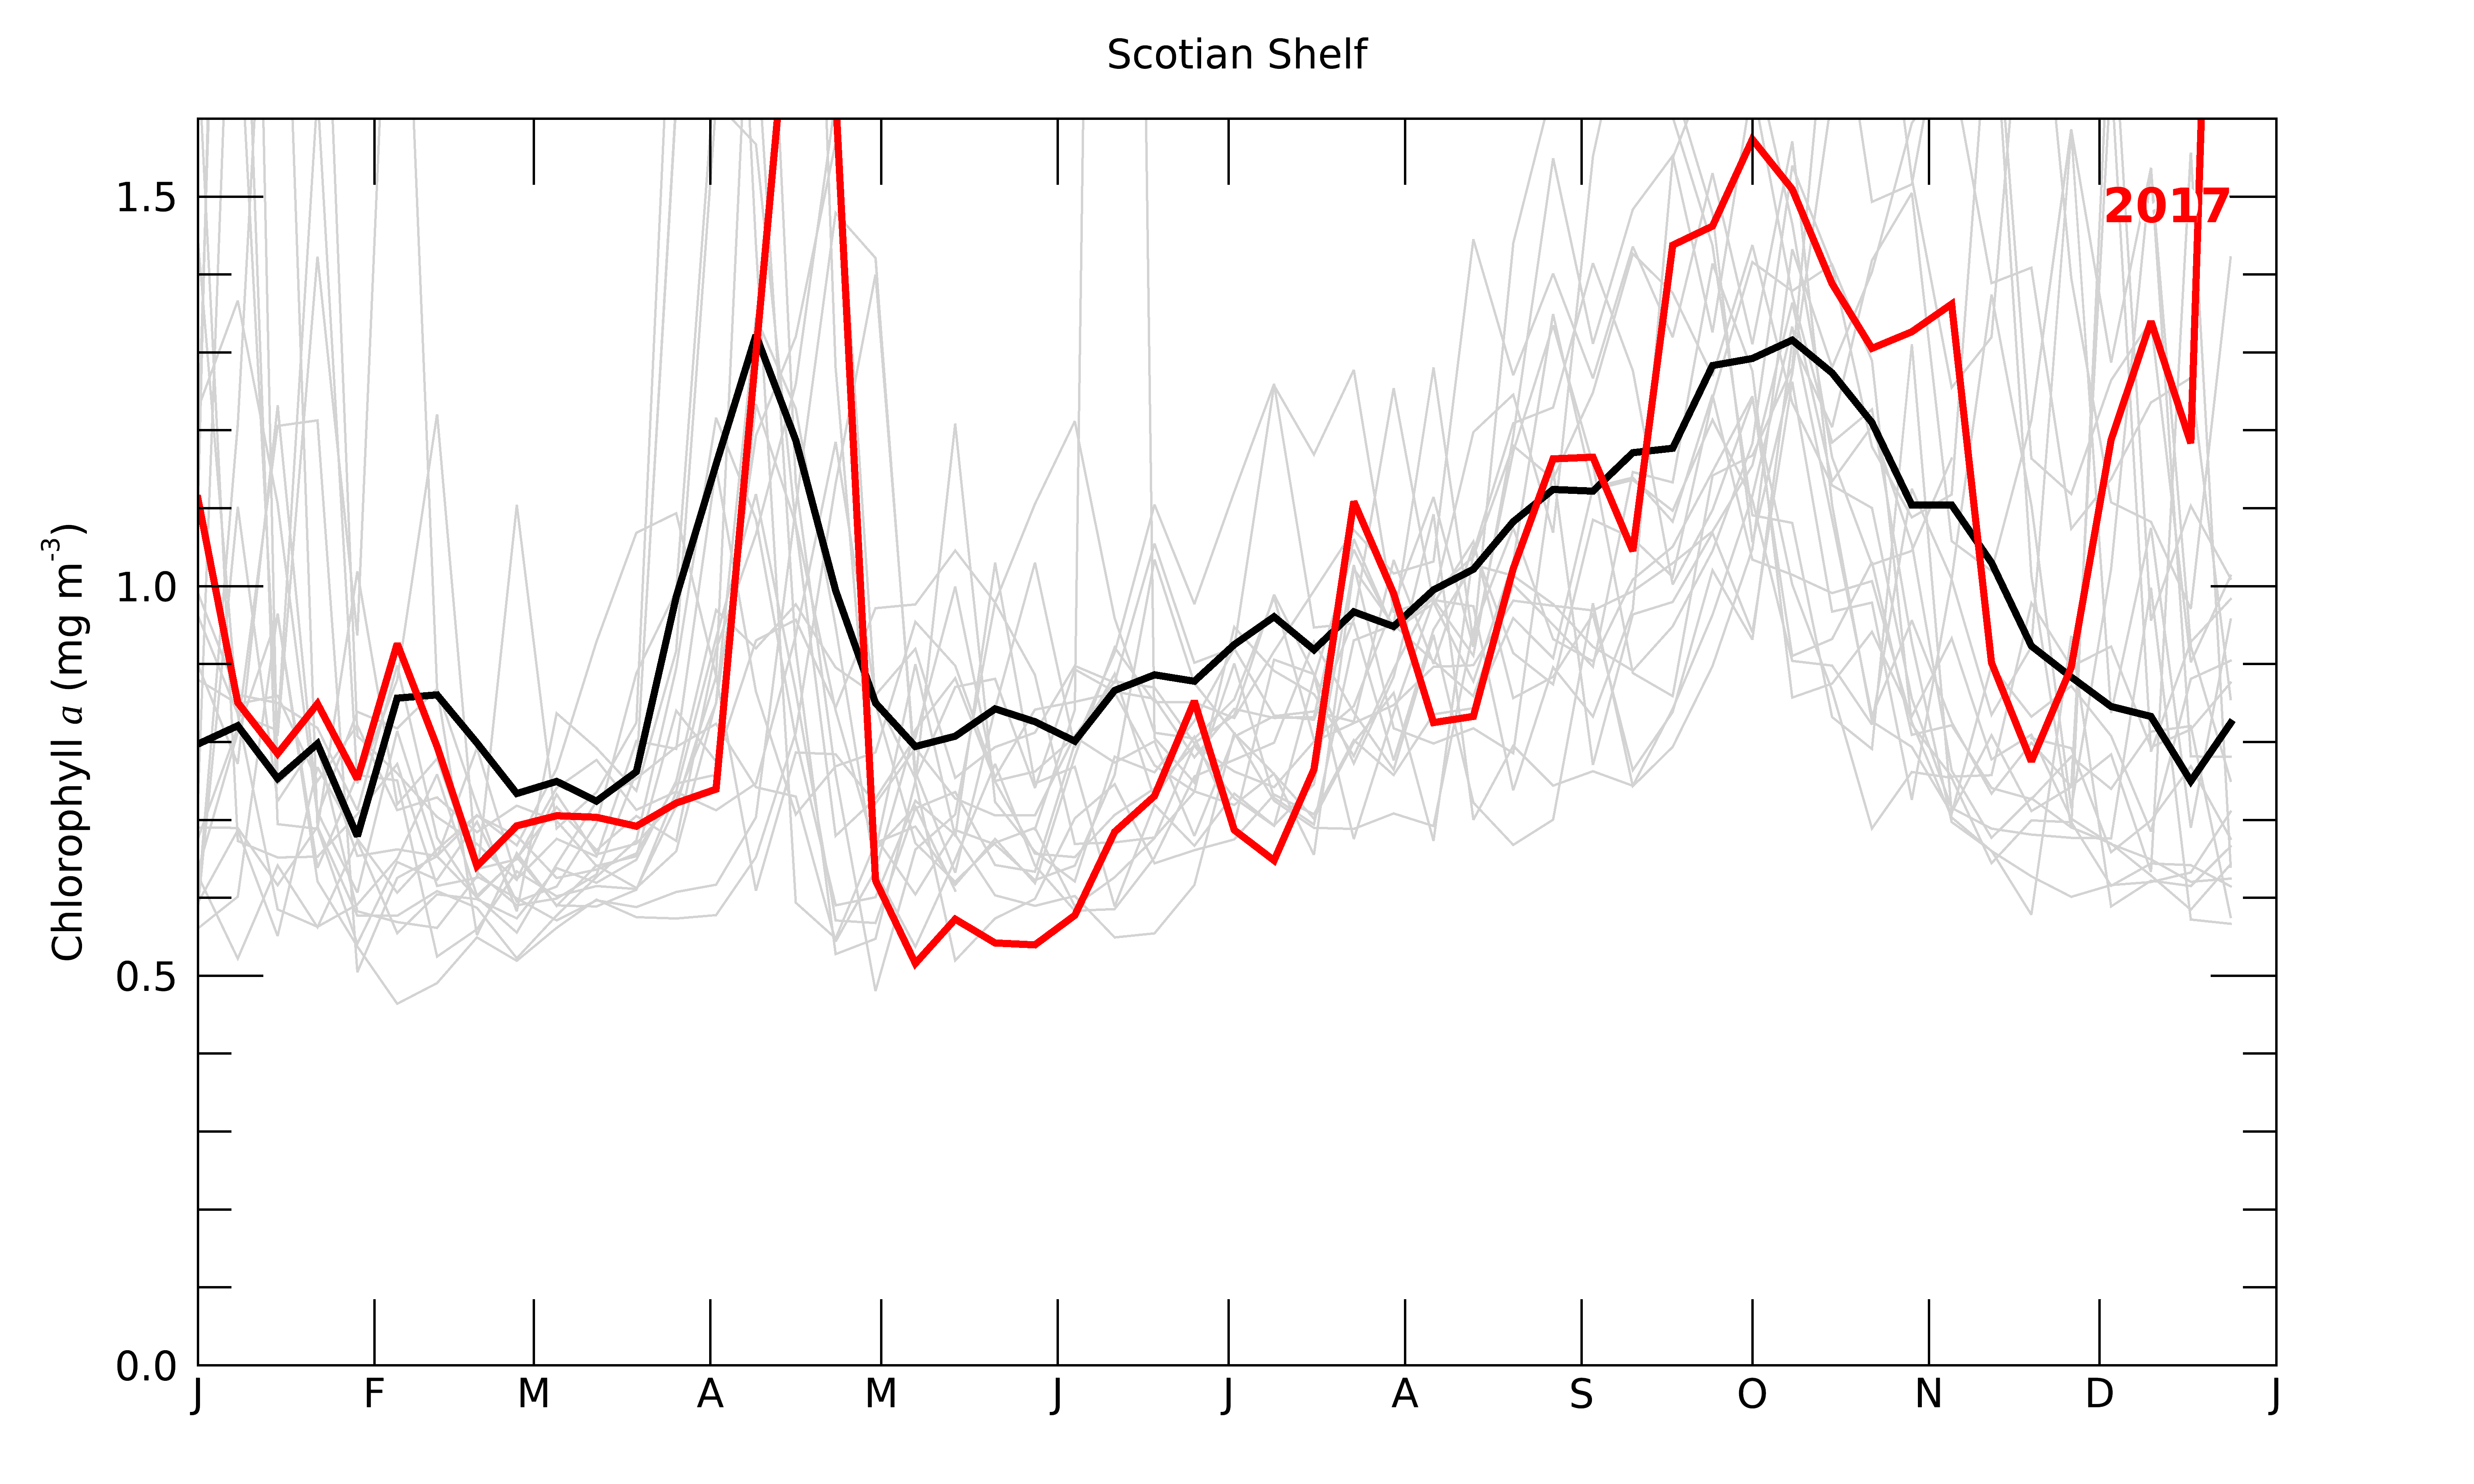 Scotian Shelf
Chlorophyll a (mg m⁻³)
1.5
1.0
0.5
0.0
2017
J F M A M J J A S O N D J